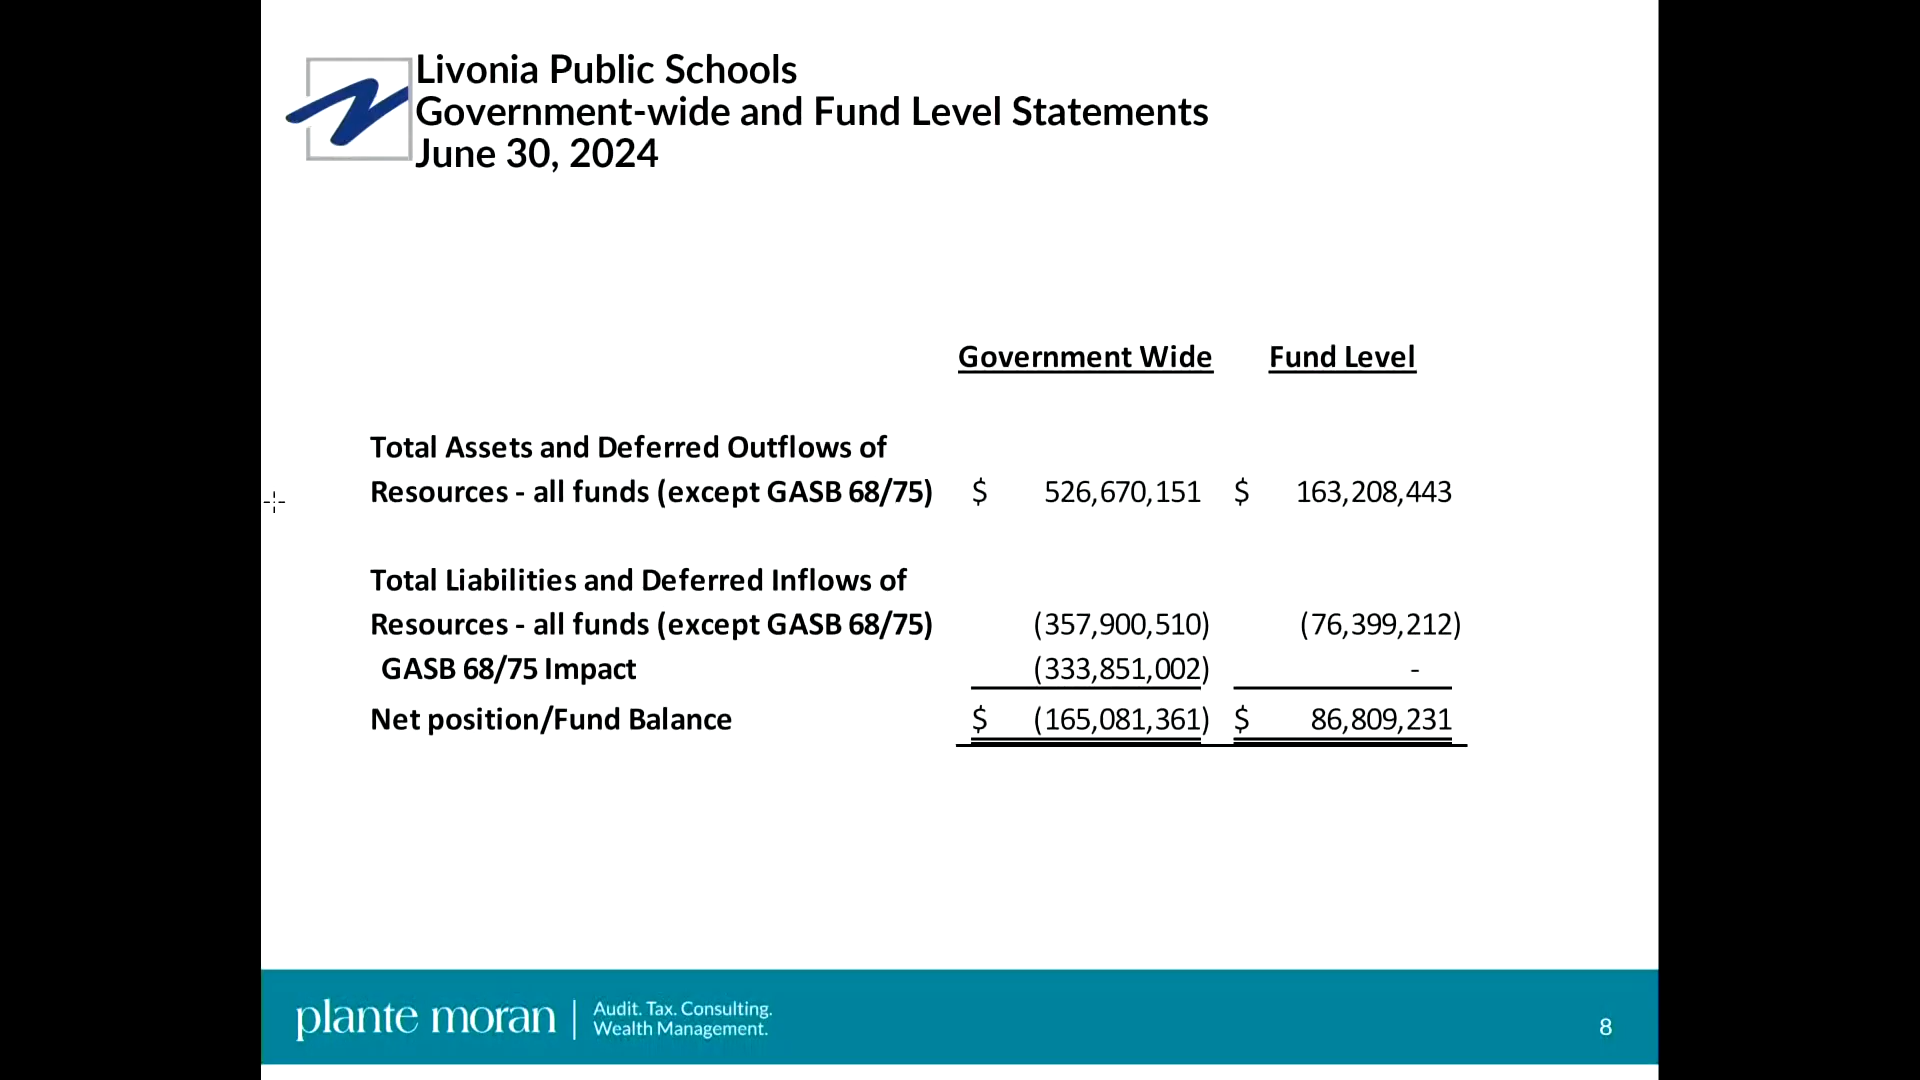 Livonia Public Schools
Government-wide and Fund Level Statements
June 30, 2024
Government Wide Fund Level
Total Assets and Deferred Outflows of
Resources - all funds (except GASB 68/75) $ 526,670,151 $ 163,208,443
Total Liabilities and Deferred Inflows of
Resources - all funds (except GASB 68/75) (357,900,510) (76,399,212)
GASB 68/75 Impact (333,851,002) -
Net position/Fund Balance $ (165,081,361) $ 86,809,231
plante moran | Audit. Tax. Consulting.
Wealth Management.
8